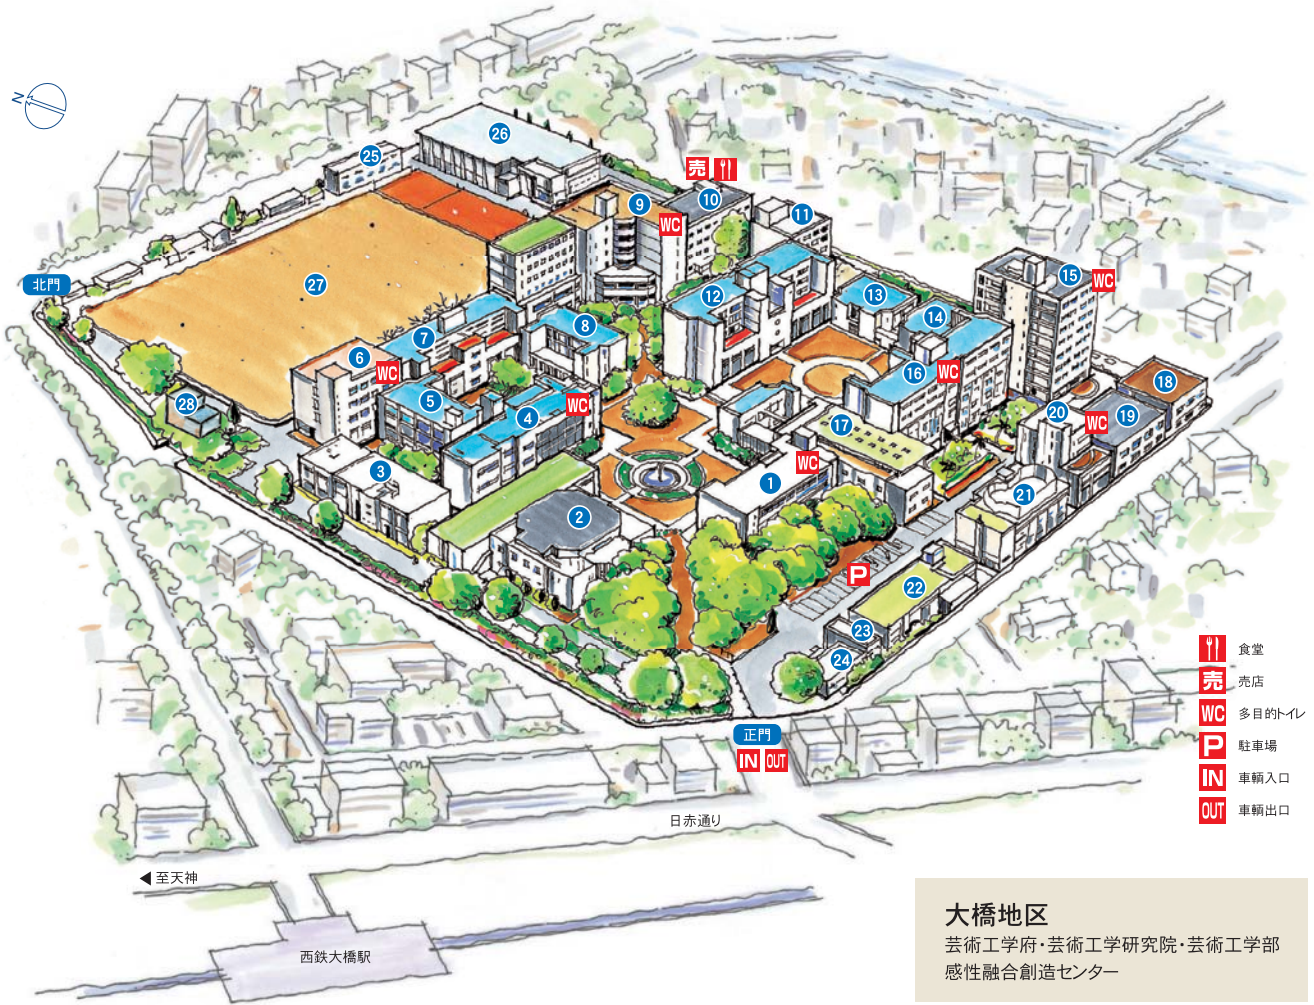 N
26
25
売
9
10
WC
11
15
WC
北門
27
12
13
14
8
7
6
WC
16
WC
18
5
4
WC
20
WC
19
17
28
3
1
WC
21
2
P
22
23
24
食堂
売
売店
WC
多目的トイレ
P
駐車場
IN
車輌入口
OUT
車輌出口
正門
IN OUT
日赤通り
◀至天神
西鉄大橋駅
大橋地区
芸術工学府・芸術工学研究院・芸術工学部
感性融合創造センター